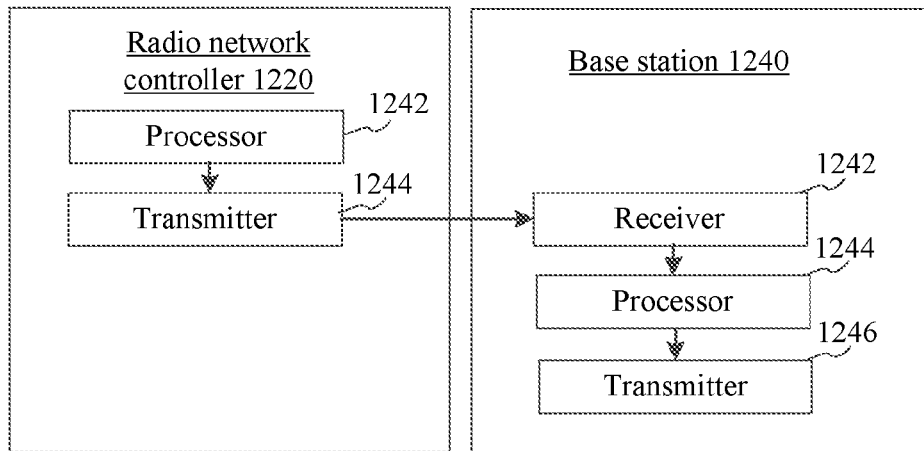 Radio network
controller 1220
1242
Processor
1244
Transmitter
Base station 1240
1242
Receiver
1244
Processor
1246
Transmitter